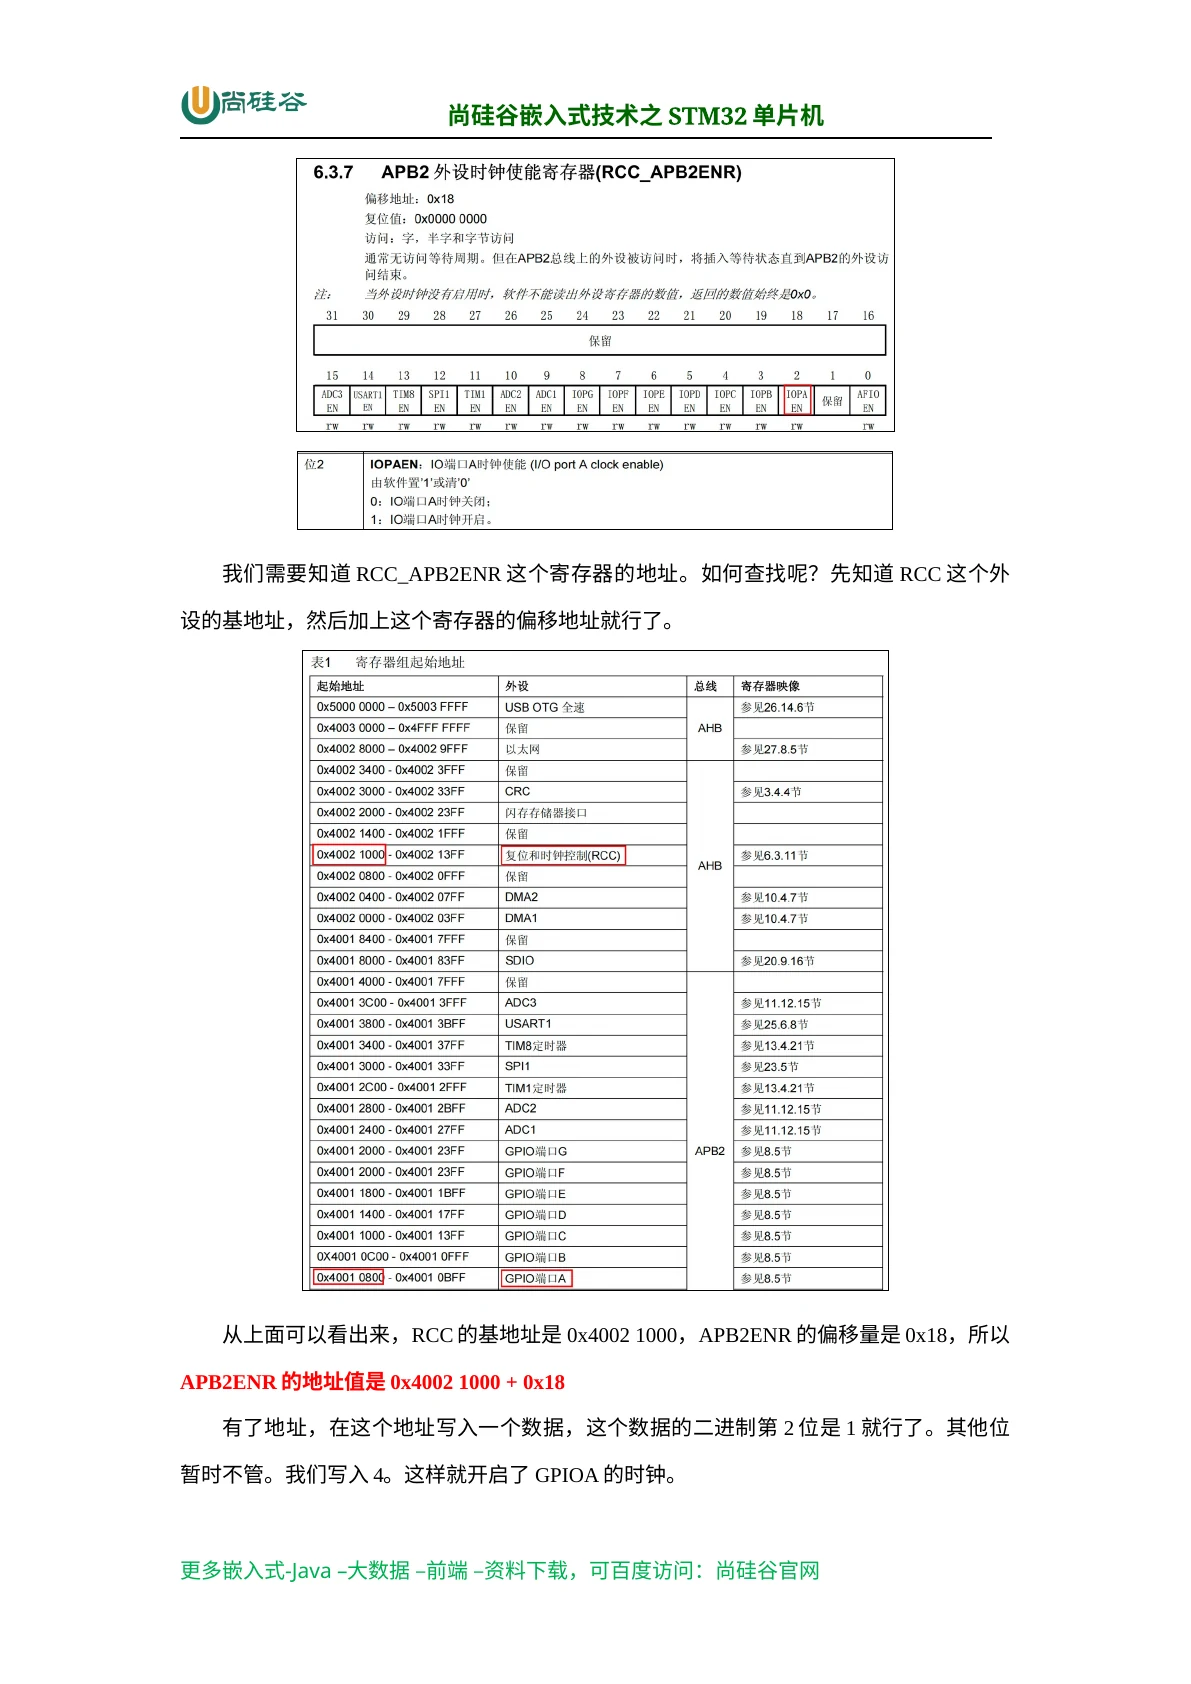 尚硅谷
尚硅谷嵌入式技术之 STM32 单片机
6.3.7 APB2 外设时钟使能寄存器(RCC_APB2ENR)
偏移地址：0x18
复位值：0x0000 0000
访问：字，半字和字节访问
通常无访问等待周期。但在APB2总线上的外设被访问时，将插入等待状态直到APB2的外设访
问结束。
注： 当外设时钟没有启用时，软件不能读出外设寄存器的数值，返回的数值始终是0x0。
31 30 29 28 27 26 25 24 23 22 21 20 19 18 17 16
保留
15 14 13 12 11 10 9 8 7 6 5 4 3 2 1 0
ADC3 USART1 TIM8 SPI1 TIM1 ADC2 ADC1 IOPG IOPF IOPE IOPD IOPC IOPB IOPA 保留 AFIO
EN EN EN EN EN EN EN EN EN EN EN EN EN EN EN
rw rw rw rw rw rw rw rw rw rw rw rw rw rw rw
位2 IOPAEN：IO端口A时钟使能 (I/O port A clock enable)
由软件置'1'或清'0'
0：IO端口A时钟关闭；
1：IO端口A时钟开启。
我们需要知道 RCC_APB2ENR 这个寄存器的地址。如何查找呢？先知道 RCC 这个外
设的基地址，然后加上这个寄存器的偏移地址就行了。
表1 寄存器组起始地址
起始地址 外设 总线 寄存器映像
0x5000 0000 – 0x5003 FFFF USB OTG 全速 参见26.14.6节
0x4003 0000 – 0x4FFF FFFF 保留 AHB
0x4002 8000 – 0x4002 9FFF 以太网 参见27.8.5节
0x4002 3400 - 0x4002 3FFF 保留
0x4002 3000 - 0x4002 33FF CRC 参见3.4.4节
0x4002 2000 - 0x4002 23FF 闪存存储器接口
0x4002 1400 - 0x4002 1FFF 保留
0x4002 1000 - 0x4002 13FF 复位和时钟控制(RCC) AHB 参见6.3.11节
0x4002 0800 - 0x4002 0FFF 保留
0x4002 0400 - 0x4002 07FF DMA2 参见10.4.7节
0x4002 0000 - 0x4002 03FF DMA1 参见10.4.7节
0x4001 8400 - 0x4001 7FFF 保留
0x4001 8000 - 0x4001 83FF SDIO 参见20.9.16节
0x4001 4000 - 0x4001 7FFF 保留
0x4001 3C00 - 0x4001 3FFF ADC3 参见11.12.15节
0x4001 3800 - 0x4001 3BFF USART1 参见25.6.8节
0x4001 3400 - 0x4001 37FF TIM8定时器 参见13.4.21节
0x4001 3000 - 0x4001 33FF SPI1 参见23.5节
0x4001 2C00 - 0x4001 2FFF TIM1定时器 参见13.4.21节
0x4001 2800 - 0x4001 2BFF ADC2 参见11.12.15节
0x4001 2400 - 0x4001 27FF ADC1 参见11.12.15节
0x4001 2000 - 0x4001 23FF GPIO端口G APB2 参见8.5节
0x4001 2000 - 0x4001 23FF GPIO端口F 参见8.5节
0x4001 1800 - 0x4001 1BFF GPIO端口E 参见8.5节
0x4001 1400 - 0x4001 17FF GPIO端口D 参见8.5节
0x4001 1000 - 0x4001 13FF GPIO端口C 参见8.5节
0X4001 0C00 - 0x4001 0FFF GPIO端口B 参见8.5节
0x4001 0800 - 0x4001 0BFF GPIO端口A 参见8.5节
从上面可以看出来，RCC 的基地址是 0x4002 1000，APB2ENR 的偏移量是 0x18，所以
APB2ENR 的地址值是 0x4002 1000 + 0x18
有了地址，在这个地址写入一个数据，这个数据的二进制第 2 位是 1 就行了。其他位
暂时不管。我们写入 4。这样就开启了 GPIOA 的时钟。
更多嵌入式-Java –大数据 –前端 –资料下载，可百度访问：尚硅谷官网